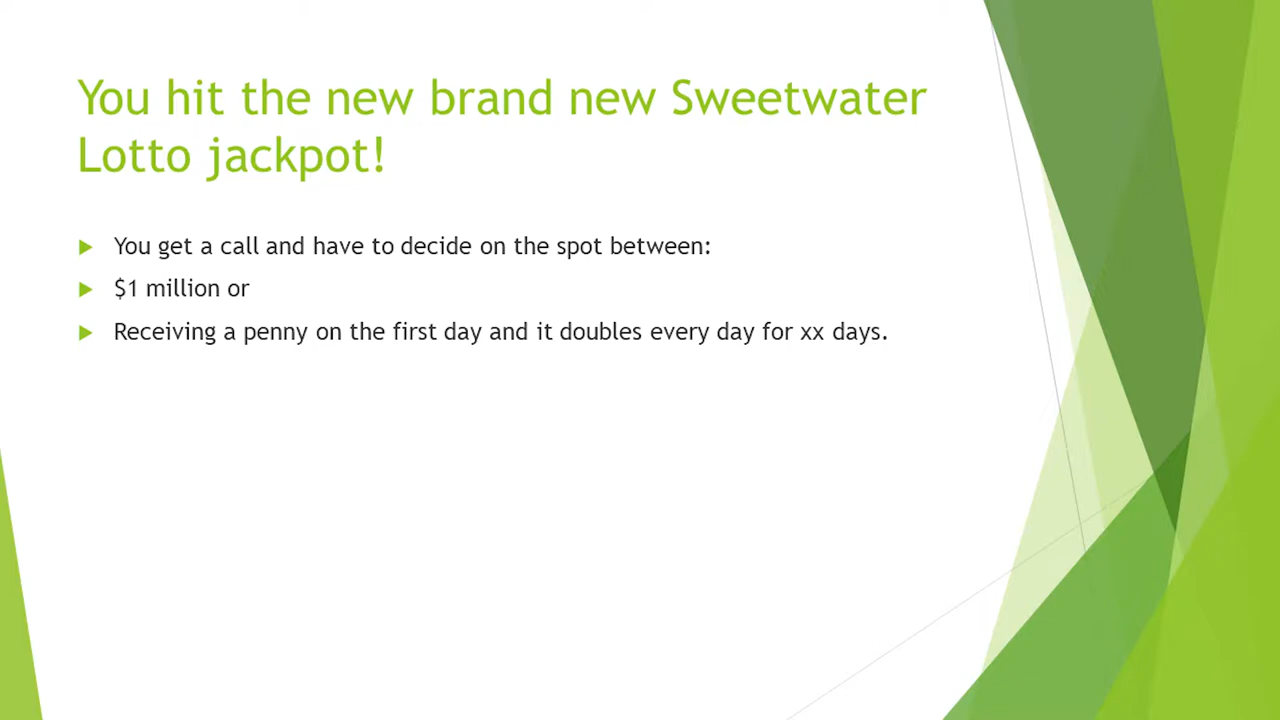 You hit the new brand new Sweetwater
Lotto jackpot!
You get a call and have to decide on the spot between:
$1 million or
Receiving a penny on the first day and it doubles every day for xx days.